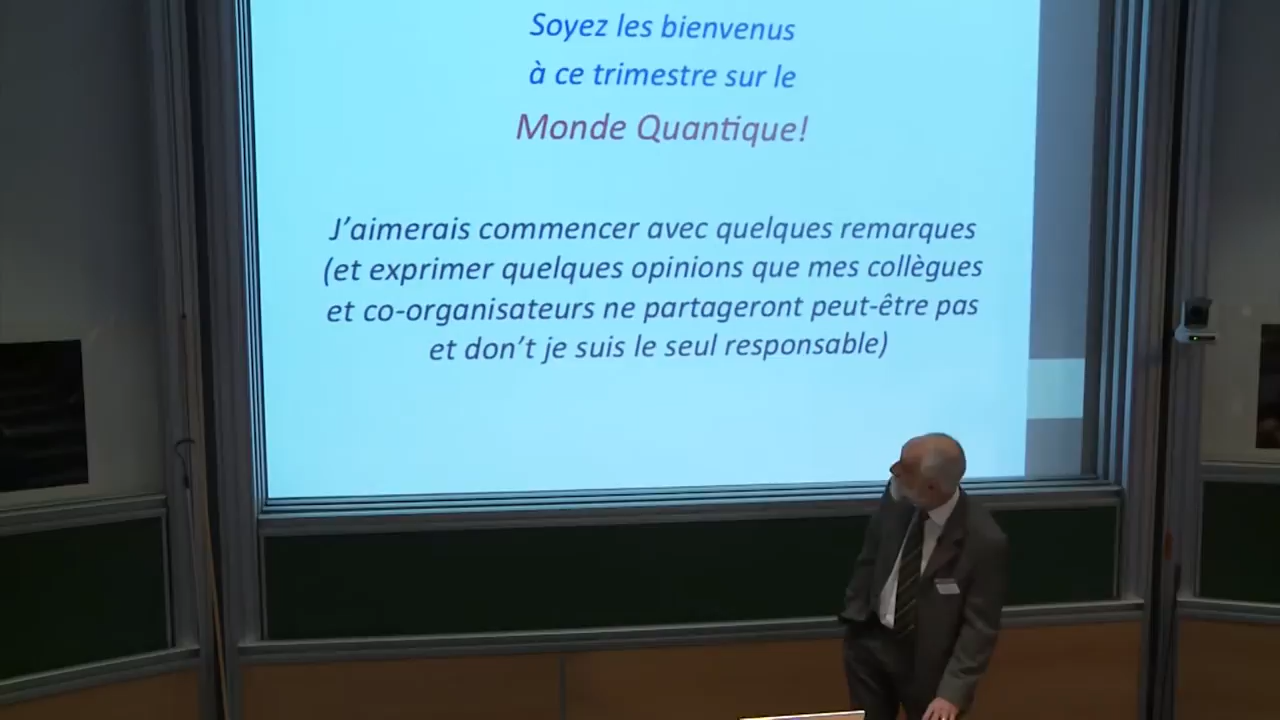 Soyez les bienvenus
à ce trimestre sur le
Monde Quantique!
J'aimerais commencer avec quelques remarques
(et exprimer quelques opinions que mes collègues
et co-organisateurs ne partageront peut-être pas
et don't je suis le seul responsable)